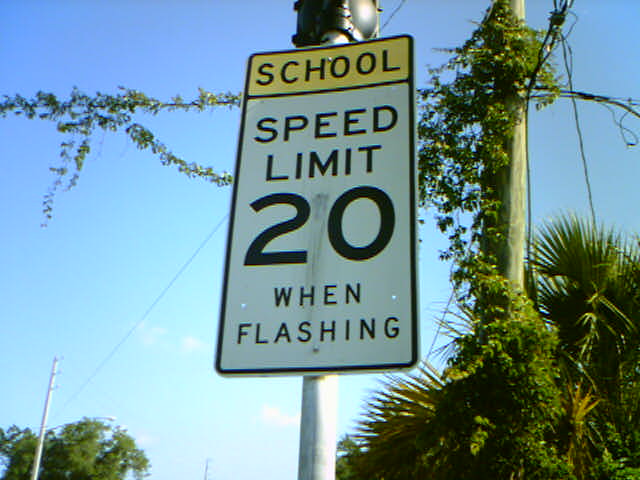 SCHOOL
SPEED
LIMIT
20
WHEN
FLASHING